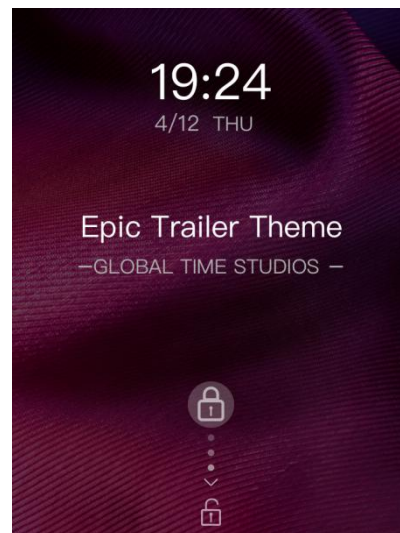 19:24
4/12 THU
Epic Trailer Theme
—GLOBAL TIME STUDIOS —